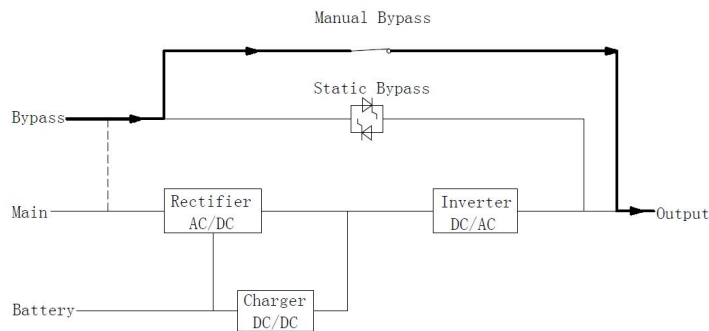 Manual Bypass
Static Bypass
Bypass
Main
Rectifier
AC/DC
Inverter
DC/AC
Output
Battery
Charger
DC/DC